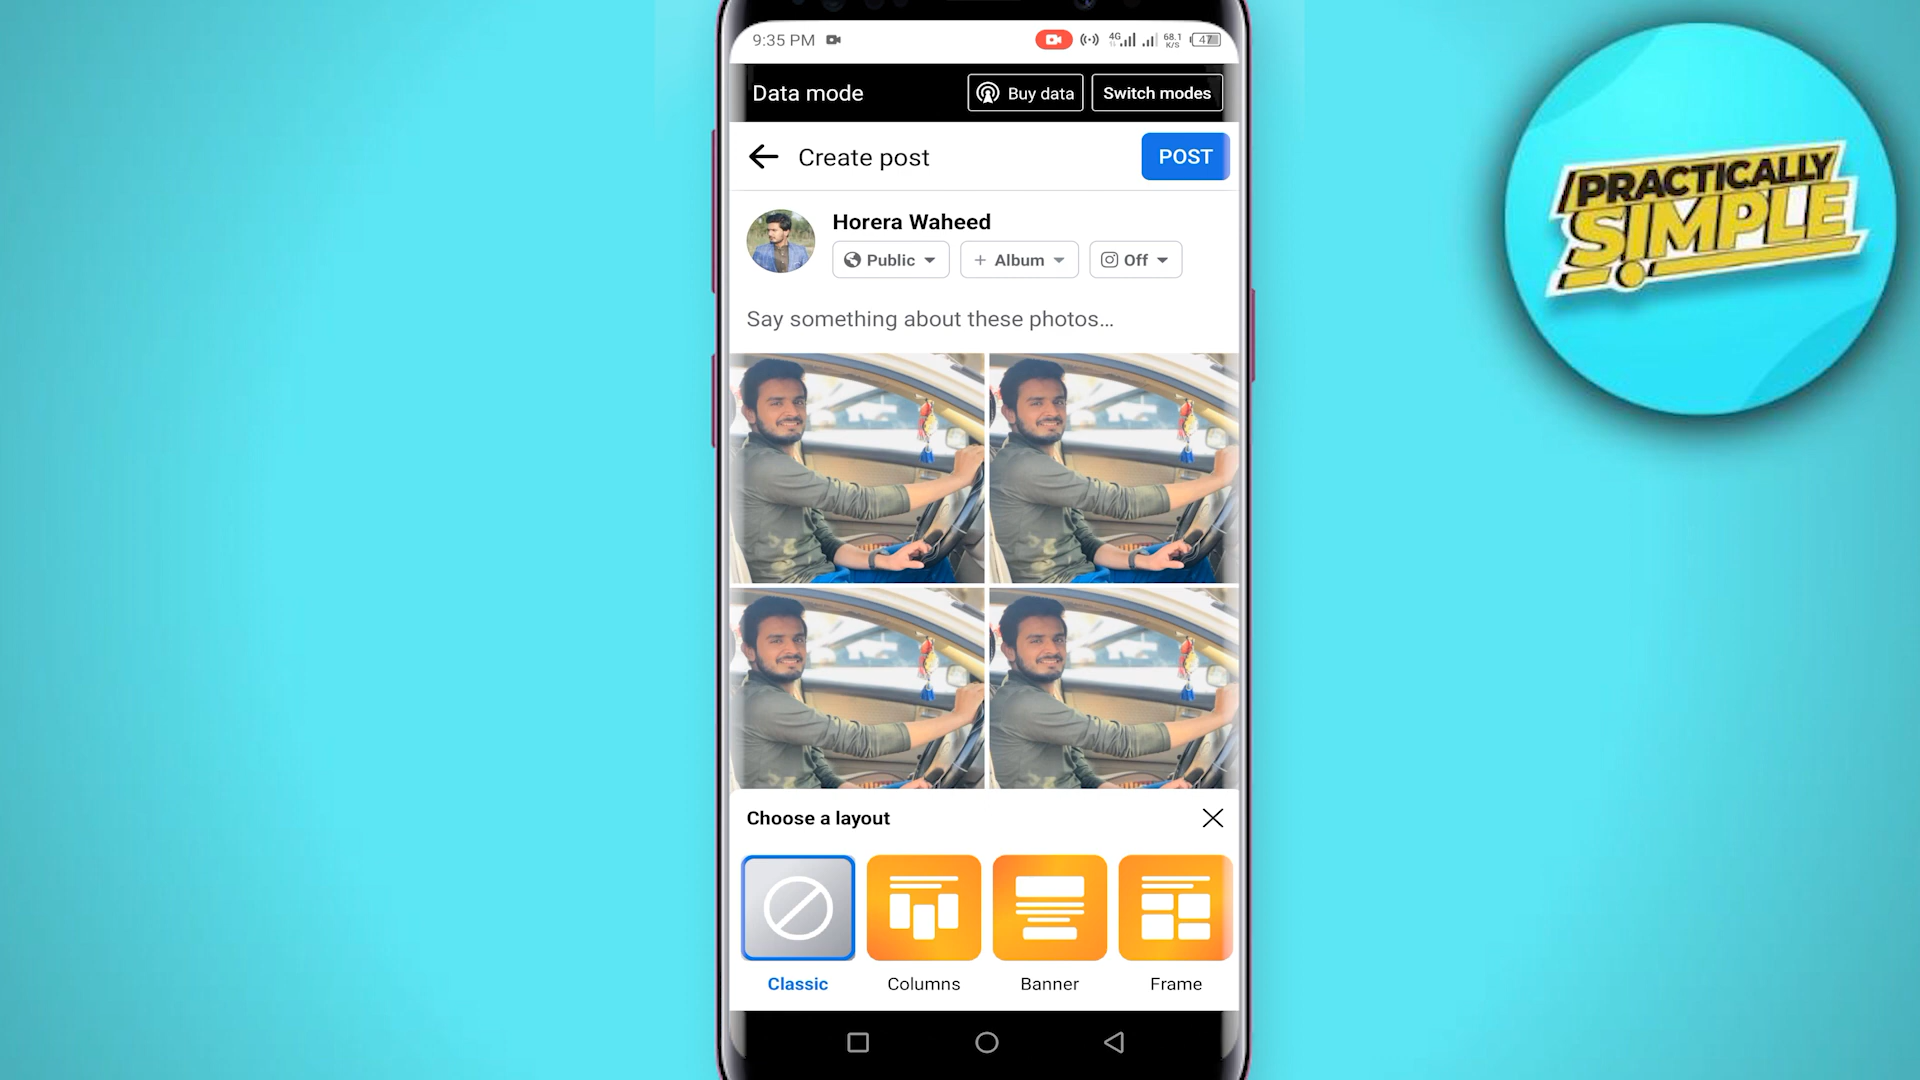 9:35 PM
4G
68.1
K/S
47
Data mode
Buy data
Switch modes
Create post
POST
Horera Waheed
Public
+ Album
Off
Say something about these photos...
Choose a layout
Classic
Columns
Banner
Frame
PRACTICALLY
SIMPLE